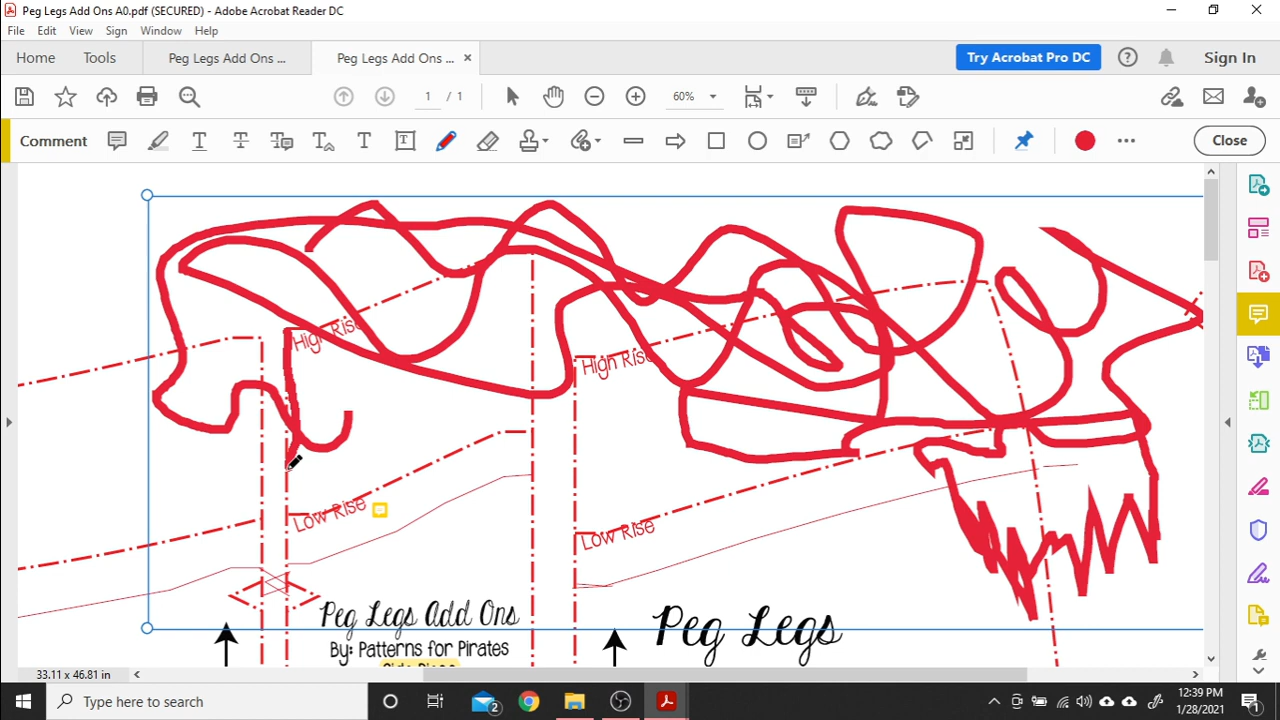 Peg Legs Add Ons A0.pdf (SECURED) - Adobe Acrobat Reader DC
File Edit View Sign Window Help
Home Tools Peg Legs Add Ons ... Peg Legs Add Ons ... × Try Acrobat Pro DC Sign In
1 / 1 60%
Comment Close
High Rise
High Rise
Low Rise
Low Rise
Peg Legs Add Ons
By: Patterns for Pirates
Peg Legs
33.11 x 46.81 in
Type here to search
2
12:39 PM
1/28/2021
1